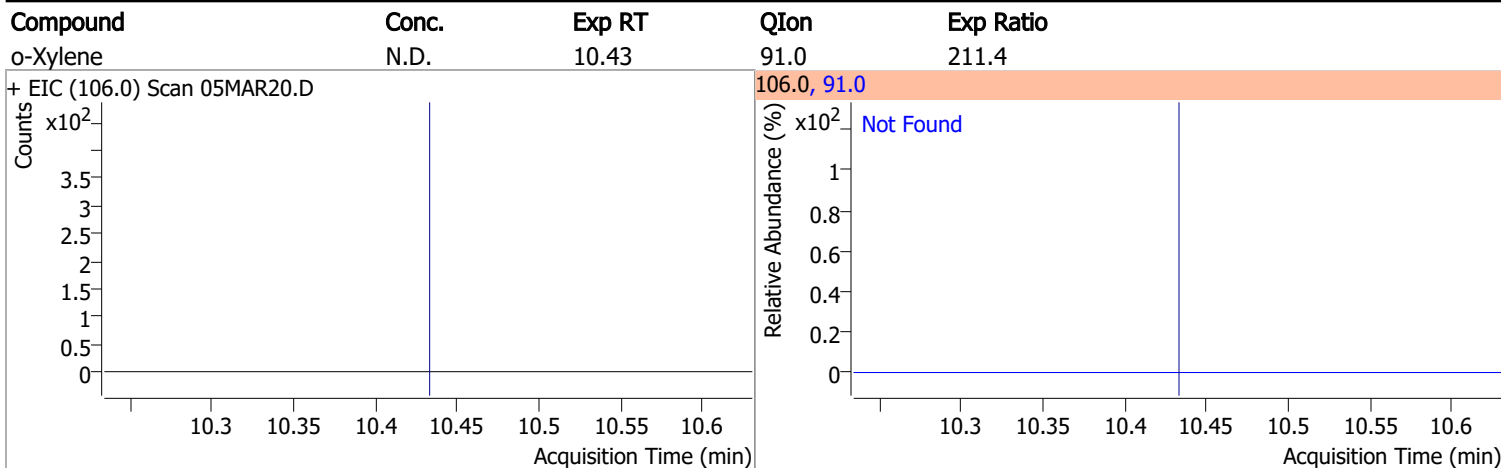 Compound Conc. Exp RT QIon Exp Ratio
o-Xylene N.D. 10.43 91.0 211.4
+ EIC (106.0) Scan 05MAR20.D
Counts
x102
3.5
3
2.5
2
1.5
1
0.5
0
10.3 10.35 10.4 10.45 10.5 10.55 10.6
Acquisition Time (min)
106.0, 91.0
Relative Abundance (%)
x102
Not Found
1
0.8
0.6
0.4
0.2
0
10.3 10.35 10.4 10.45 10.5 10.55 10.6
Acquisition Time (min)